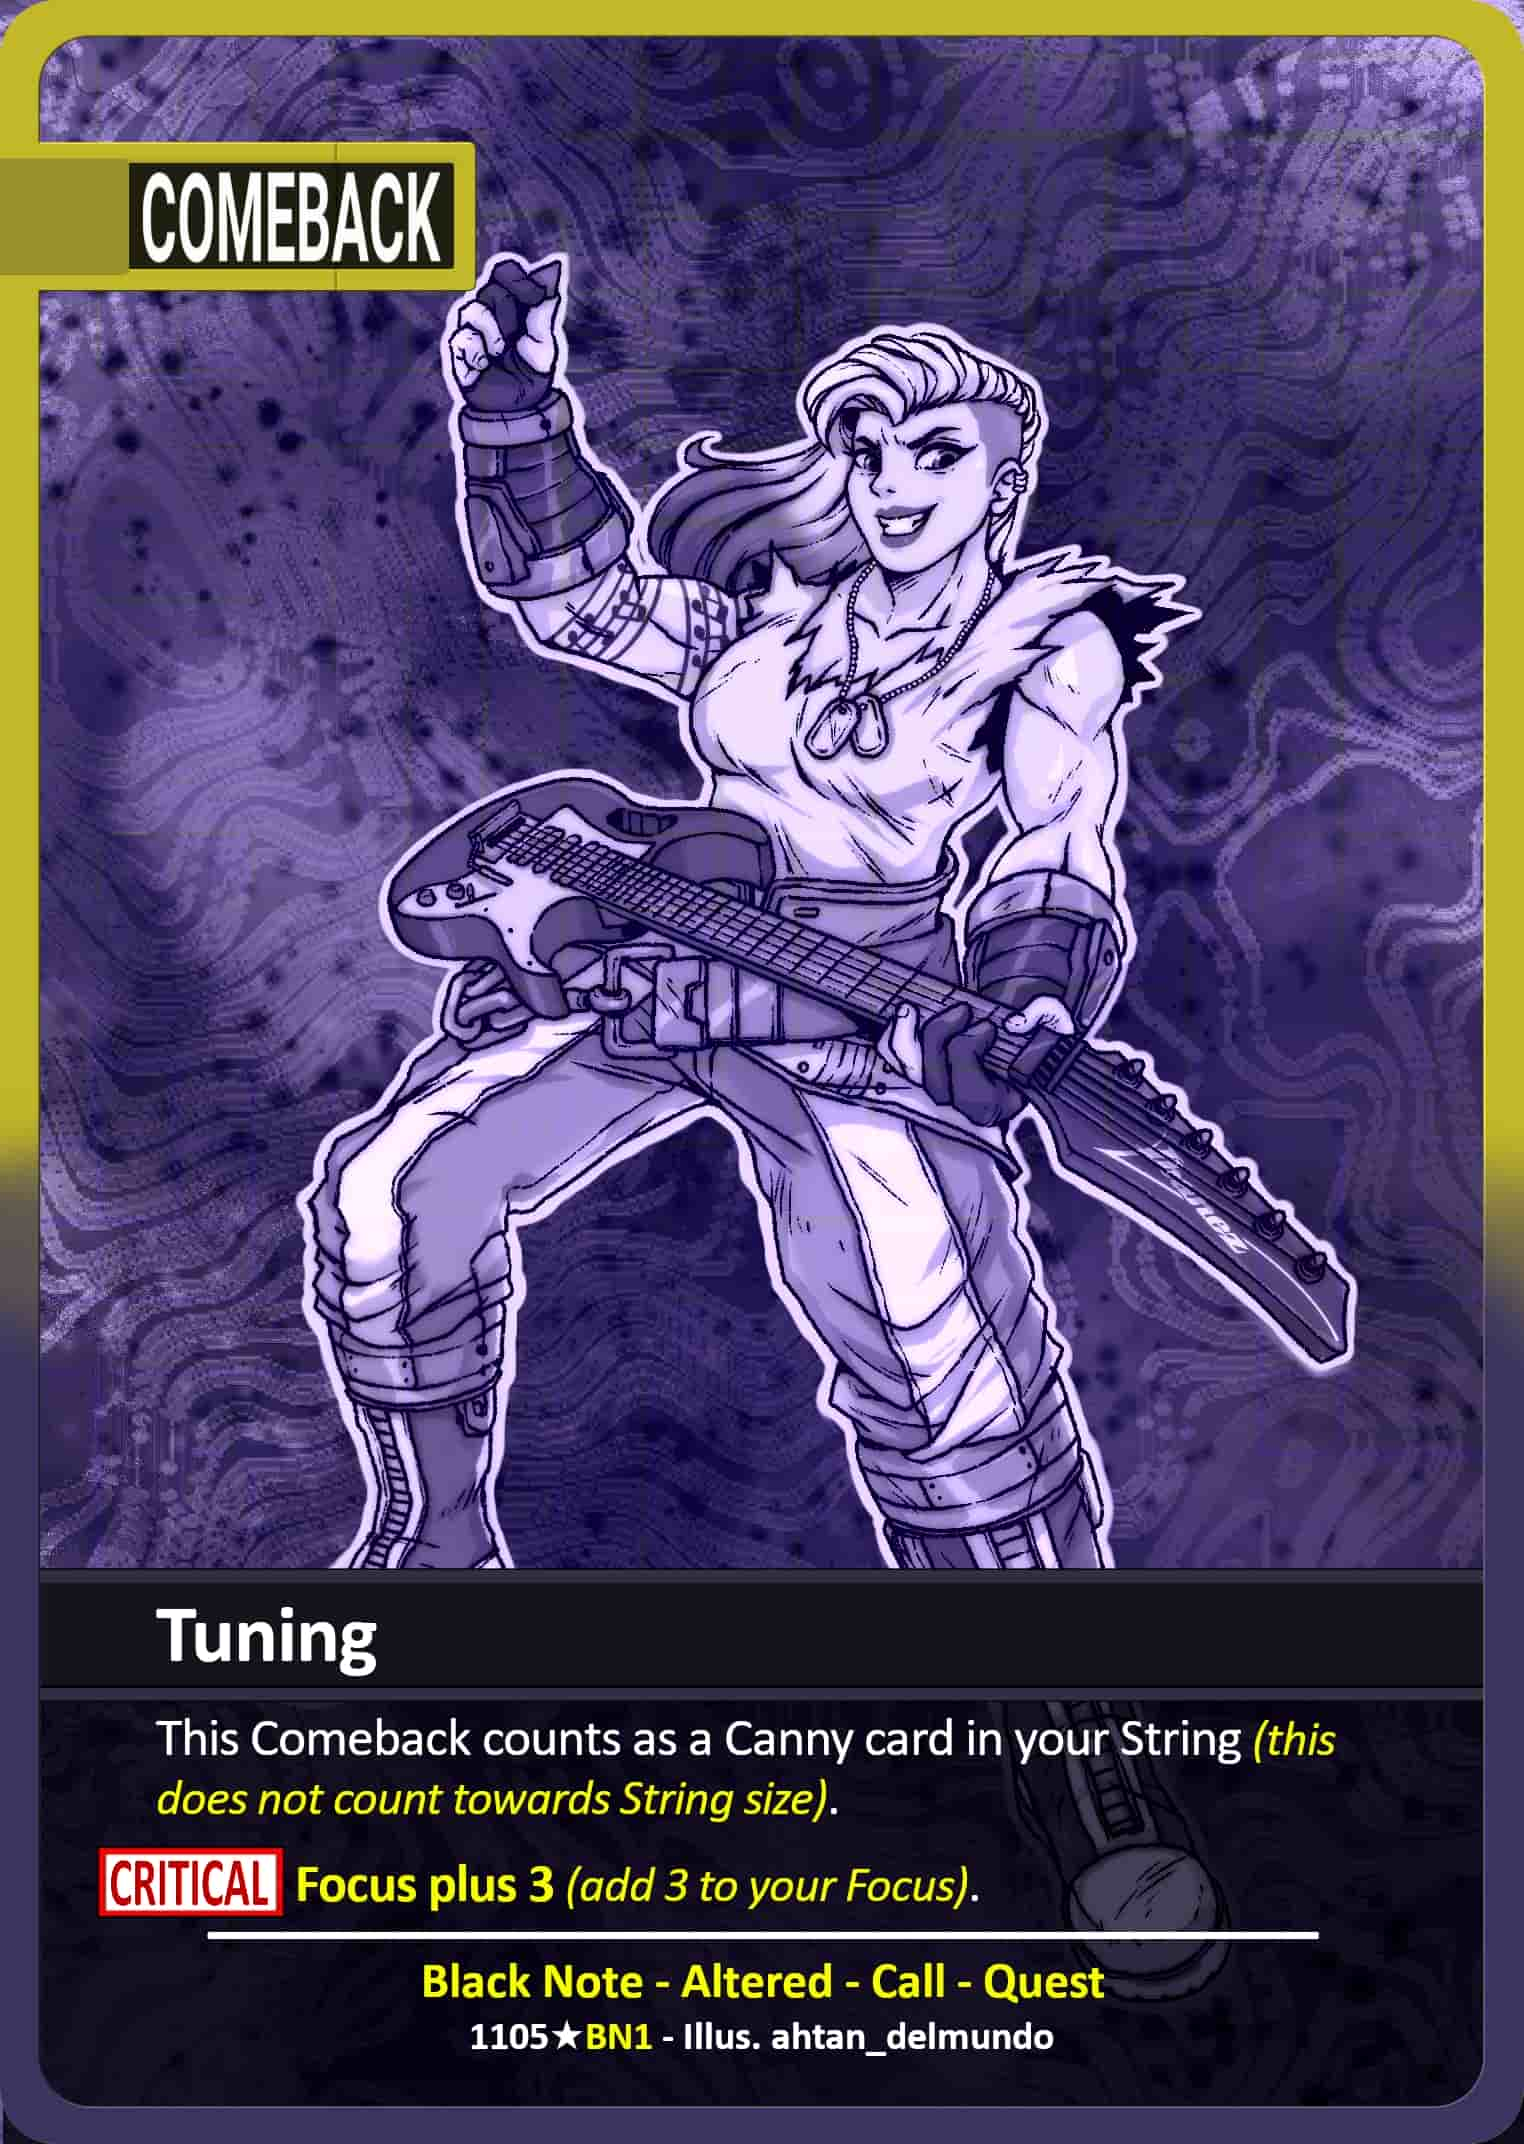 COMEBACK
Ibanez
Tuning
This Comeback counts as a Canny card in your String (this
does not count towards String size).
CRITICAL Focus plus 3 (add 3 to your Focus).
Black Note - Altered - Call - Quest
1105★BN1 - Illus. ahtan_delmundo